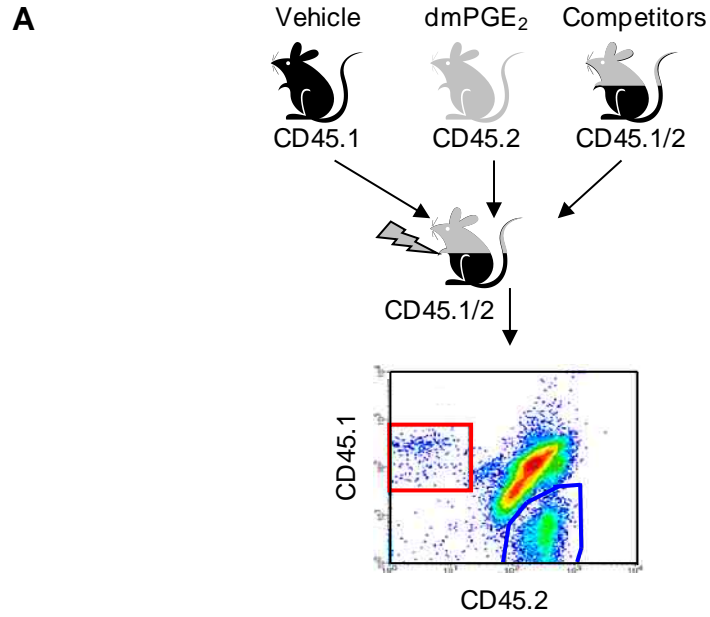 A
Vehicle dmPGE₂ Competitors
CD45.1 CD45.2 CD45.1/2
CD45.1/2
CD45.1
CD45.2